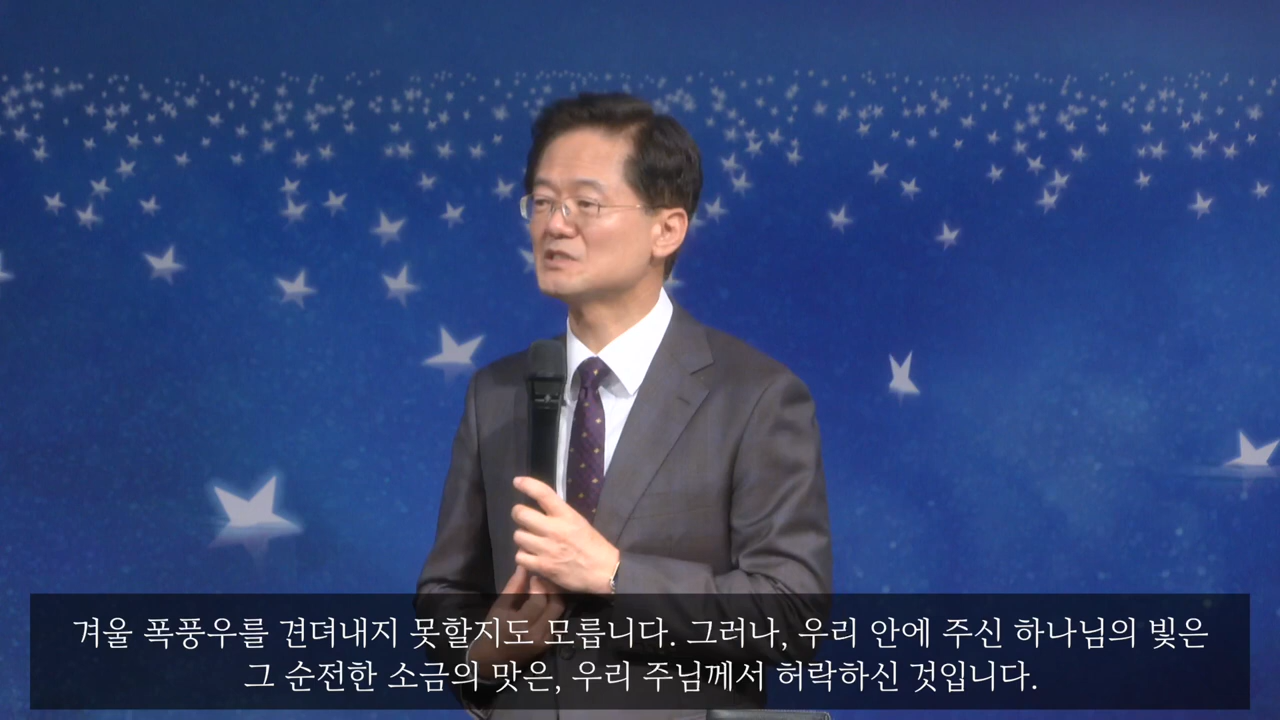 겨울 폭풍우를 견뎌내지 못할지도 모릅니다. 그러나, 우리 안에 주신 하나님의 빛은
그 순전한 소금의 맛은, 우리 주님께서 허락하신 것입니다.